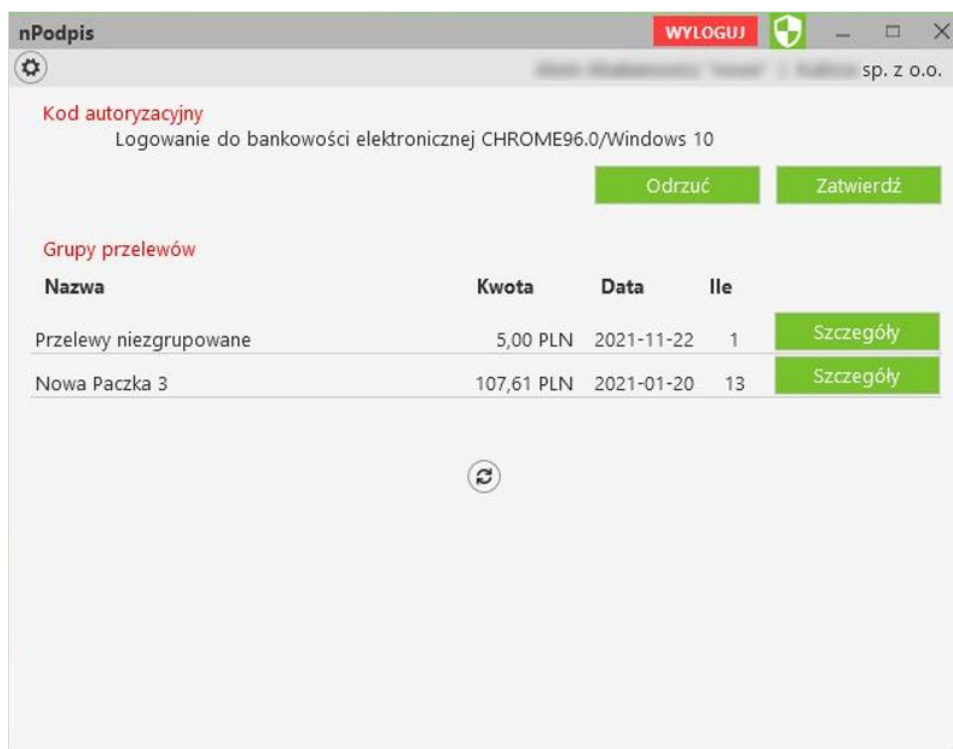 nPodpis WYLOGUJ
sp. z o.o.
Kod autoryzacyjny
Logowanie do bankowości elektronicznej CHROME96.0/Windows 10
Odrzuć Zatwierdź
Grupy przelewów
Nazwa Kwota Data Ile
Przelewy niezgrupowane 5,00 PLN 2021-11-22 1 Szczegóły
Nowa Paczka 3 107,61 PLN 2021-01-20 13 Szczegóły